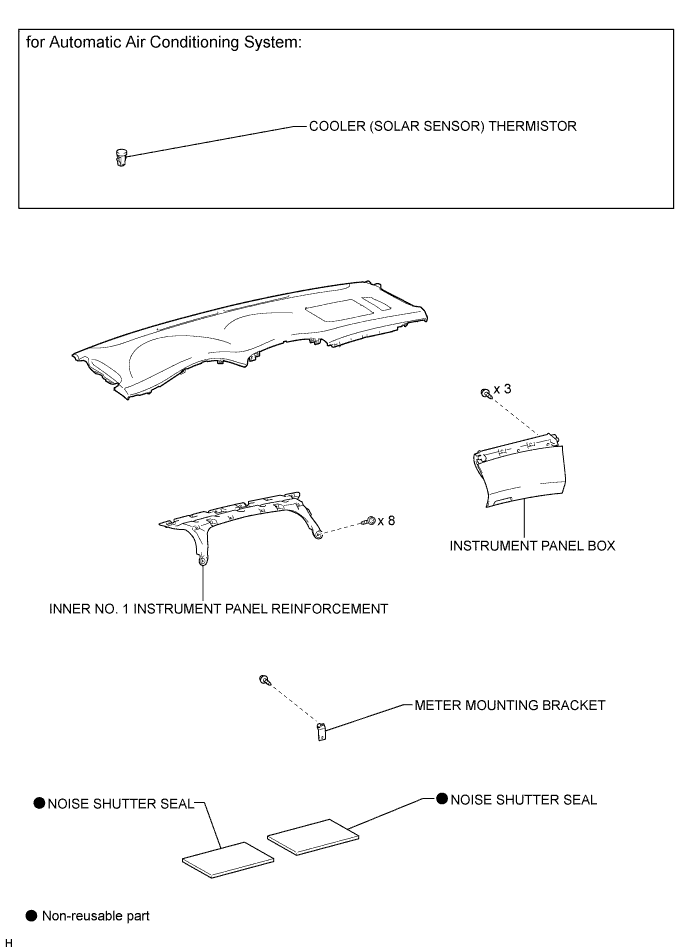 for Automatic Air Conditioning System:
COOLER (SOLAR SENSOR) THERMISTOR
x 3
x 8
INSTRUMENT PANEL BOX
INNER NO. 1 INSTRUMENT PANEL REINFORCEMENT
METER MOUNTING BRACKET
● NOISE SHUTTER SEAL
● NOISE SHUTTER SEAL
● Non-reusable part
H